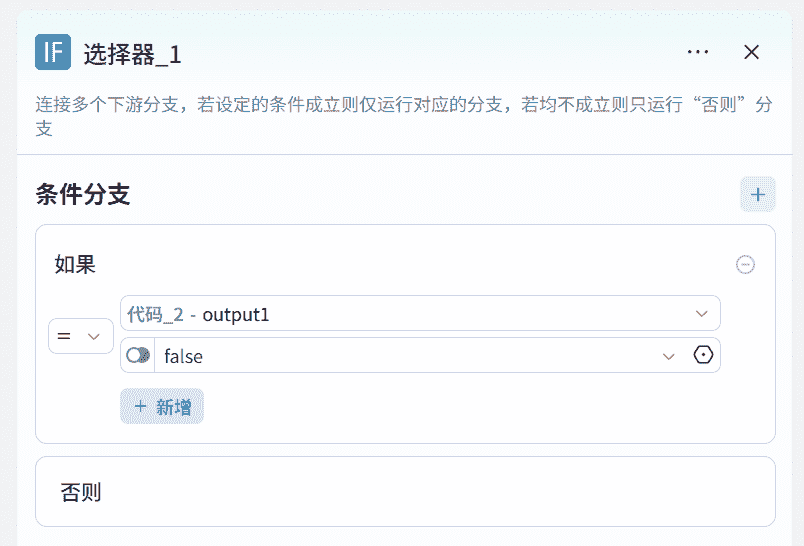 IF 选择器_1
连接多个下游分支，若设定的条件成立则仅运行对应的分支，若均不成立则只运行“否则”分
支
条件分支
+
如果
代码_2 - output1
=
false
+ 新增
否则